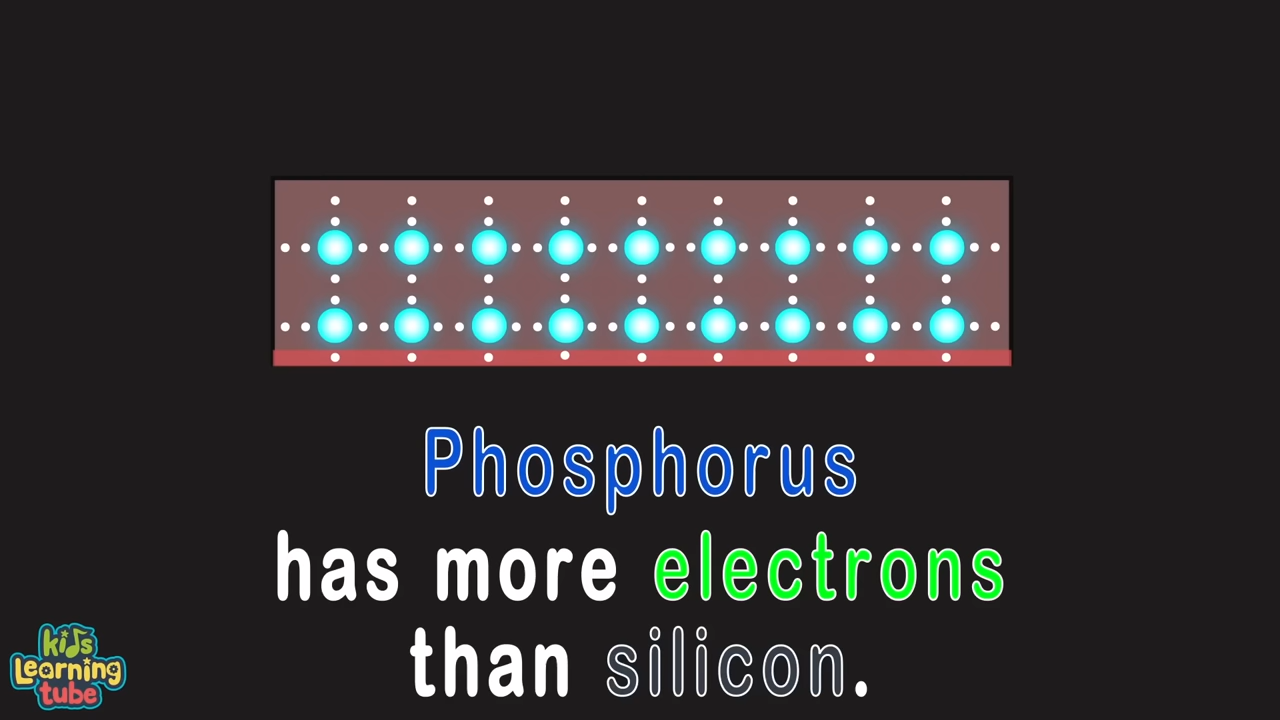 Phosphorus
has more electrons
than silicon.
kids
Learning
tube